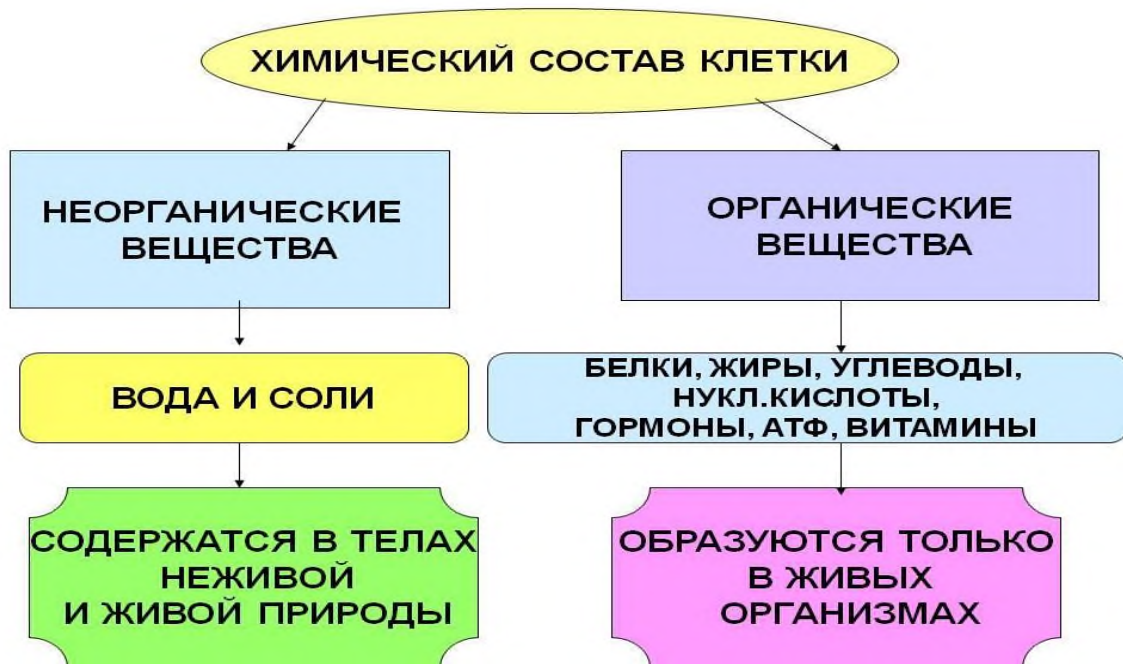 ХИМИЧЕСКИЙ СОСТАВ КЛЕТКИ
НЕОРГАНИЧЕСКИЕ
ВЕЩЕСТВА
ОРГАНИЧЕСКИЕ
ВЕЩЕСТВА
ВОДА И СОЛИ
БЕЛКИ, ЖИРЫ, УГЛЕВОДЫ,
НУКЛ.КИСЛОТЫ,
ГОРМОНЫ, АТФ, ВИТАМИНЫ
СОДЕРЖАТСЯ В ТЕЛАХ
НЕЖИВОЙ
И ЖИВОЙ ПРИРОДЫ
ОБРАЗУЮТСЯ ТОЛЬКО
В ЖИВЫХ
ОРГАНИЗМАХ